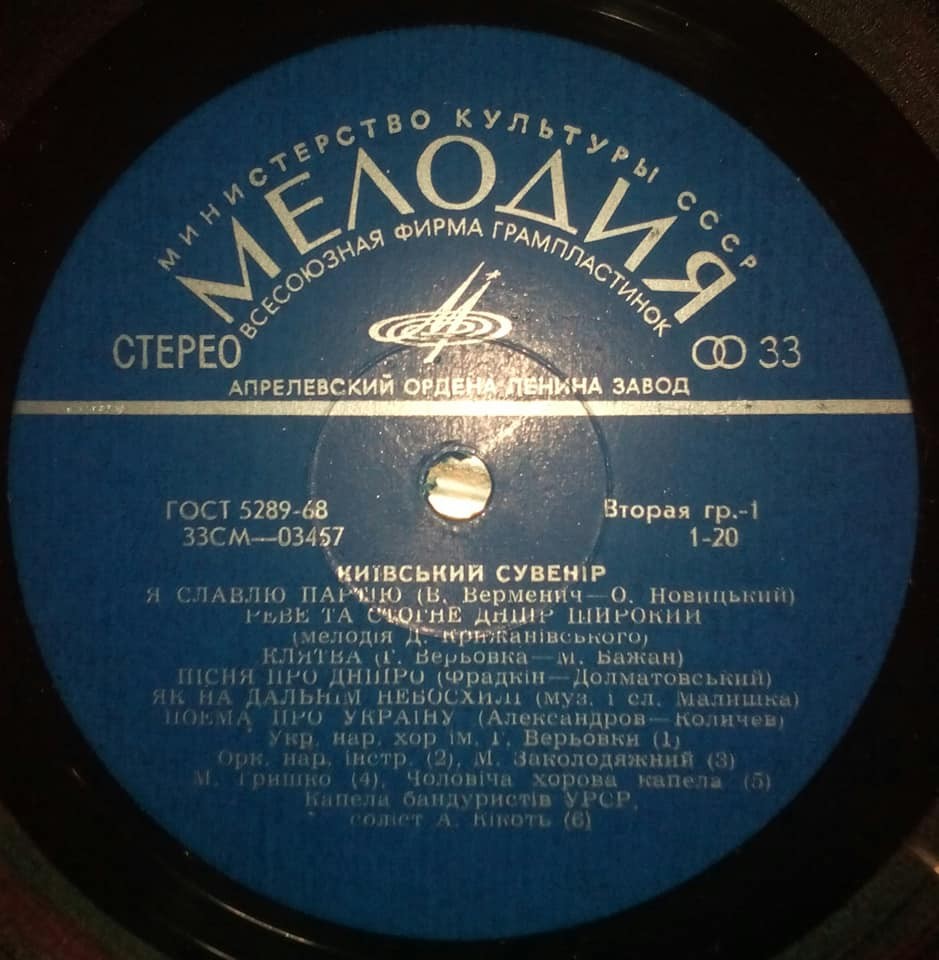 МИНИСТЕРСТВО КУЛЬТУРЫ СССР
МЕЛОДИЯ
ВСЕСОЮЗНАЯ ФИРМА ГРАМПЛАСТИНОК
СТЕРЕО 33
АПРЕЛЕВСКИЙ ОРДЕНА ЛЕНИНА ЗАВОД
ГОСТ 5289-68 Вторая гр.-1
33СМ—03457 1-20
КИЇВСЬКИЙ СУВЕНІР
Я СЛАВЛЮ ПАРТІЮ (В. Верменич—О. Новицький)
РЕВЕ ТА СТОГНЕ ДНІПР ШИРОКИЙ
(мелодія Д. Крижанівського)
КЛЯТВА (Г. Верьовка—М. Бажан)
ПІСНЯ ПРО ДНІПРО (Фрадкін—Долматовський)
ЯК НА ДАЛЬНІМ НЕБОСХИЛІ (муз. і сл. Малишка)
ПОЕМА ПРО УКРАЇНУ (Александров—Количев)
Укр. нар. хор ім. Г. Верьовки (1)
Орк. нар. інстр. (2), М. Заколодяжний (3)
М. Гришко (4), Чоловіча хорова капела (5)
Капела бандуристів УРСР,
соліст А. Кікоть (6)